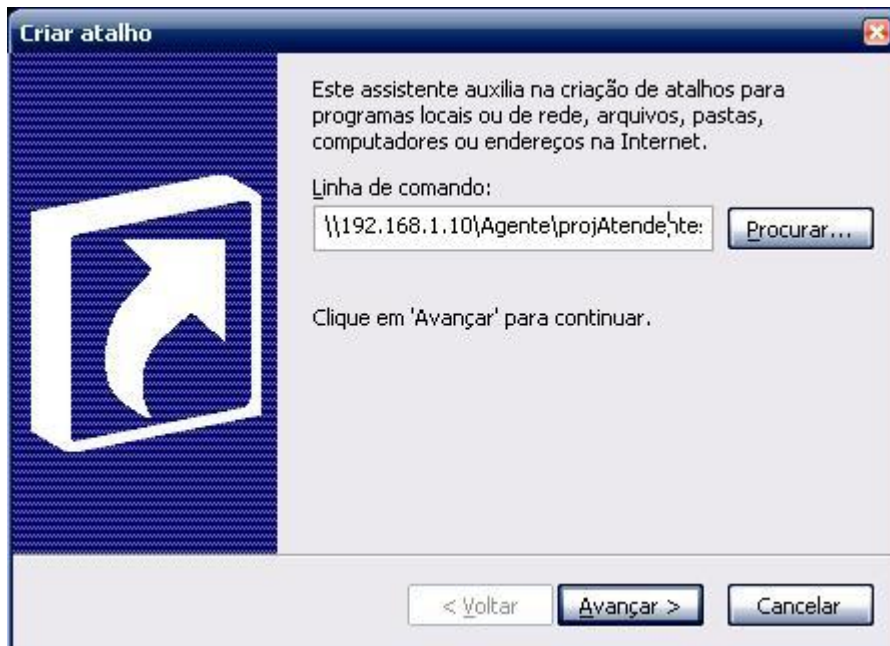 Criar atalho
Este assistente auxilia na criação de atalhos para
programas locais ou de rede, arquivos, pastas,
computadores ou endereços na Internet.
Linha de comando:
\\192.168.1.10\Agente\projAtendentes
Procurar...
Clique em 'Avançar' para continuar.
< Voltar
Avançar >
Cancelar